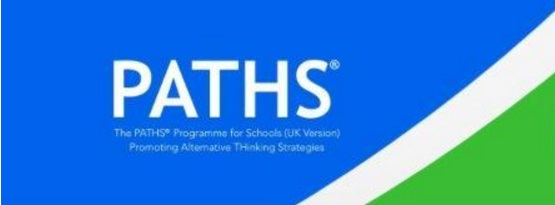 PATHS®
The PATHS® Programme for Schools (UK Version)
Promoting Alternative THinking Strategies